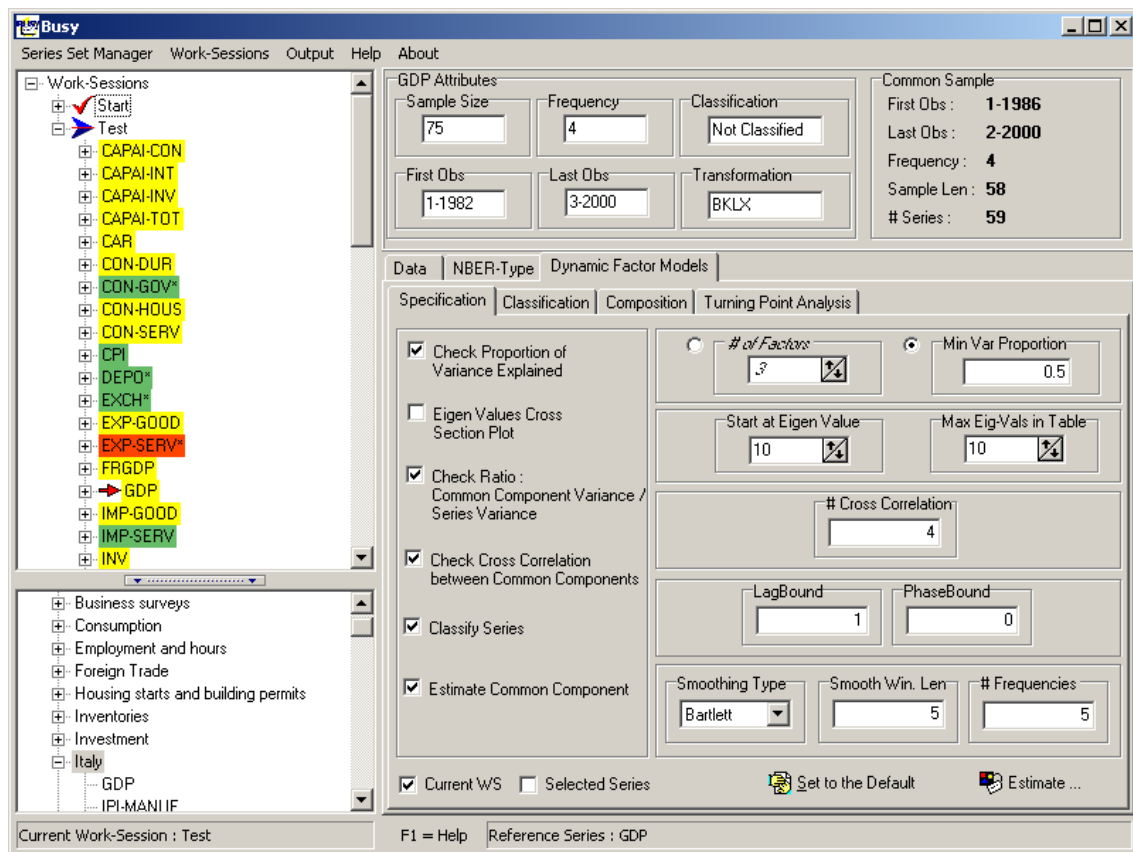 Busy
Series Set Manager Work-Sessions Output Help About
Work-Sessions
Start
Test
CAPAI-CON
CAPAI-INT
CAPAI-INV
CAPAI-TOT
CAR
CON-DUR
CON-GOV*
CON-HOUS
CON-SERV
CPI
DEPO*
EXCH*
EXP-GOOD
EXP-SERV*
FRGDP
GDP
IMP-GOOD
IMP-SERV
INV
Business surveys
Consumption
Employment and hours
Foreign Trade
Housing starts and building permits
Inventories
Investment
Italy
GDP
IPI-MANUF
GDP Attributes
Sample Size
75
Frequency
4
Classification
Not Classified
First Obs
1-1982
Last Obs
3-2000
Transformation
BKLX
Common Sample
First Obs : 1-1986
Last Obs : 2-2000
Frequency : 4
Sample Len : 58
# Series : 59
Data NBER-Type Dynamic Factor Models
Specification Classification Composition Turning Point Analysis
Check Proportion of
Variance Explained
Eigen Values Cross
Section Plot
Check Ratio :
Common Component Variance /
Series Variance
Check Cross Correlation
between Common Components
Classify Series
Estimate Common Component
# of Factors
3
Min Var Proportion
0.5
Start at Eigen Value
10
Max Eig-Vals in Table
10
# Cross Correlation
4
LagBound
1
PhaseBound
0
Smoothing Type
Bartlett
Smooth Win. Len
5
# Frequencies
5
Current WS Selected Series Set to the Default Estimate ...
Current Work-Session : Test F1 = Help Reference Series : GDP